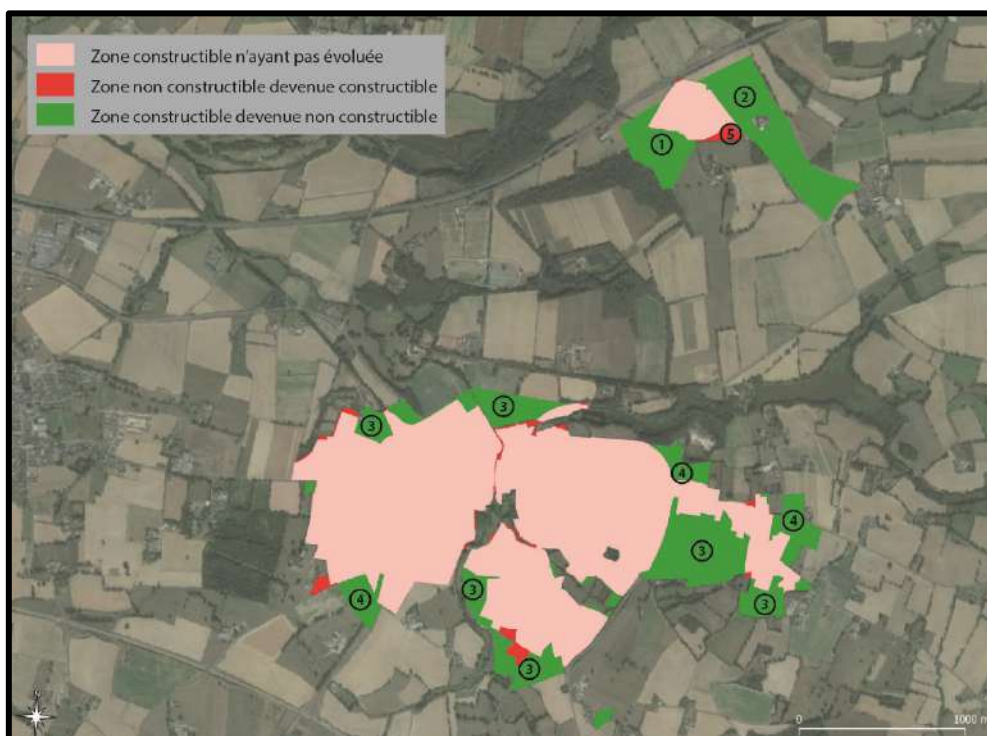 Zone constructible n'ayant pas évoluée
Zone non constructible devenue constructible
Zone constructible devenue non constructible
2
5
1
3
3
4
4
3
3
4
3
3
N
0 1000 m